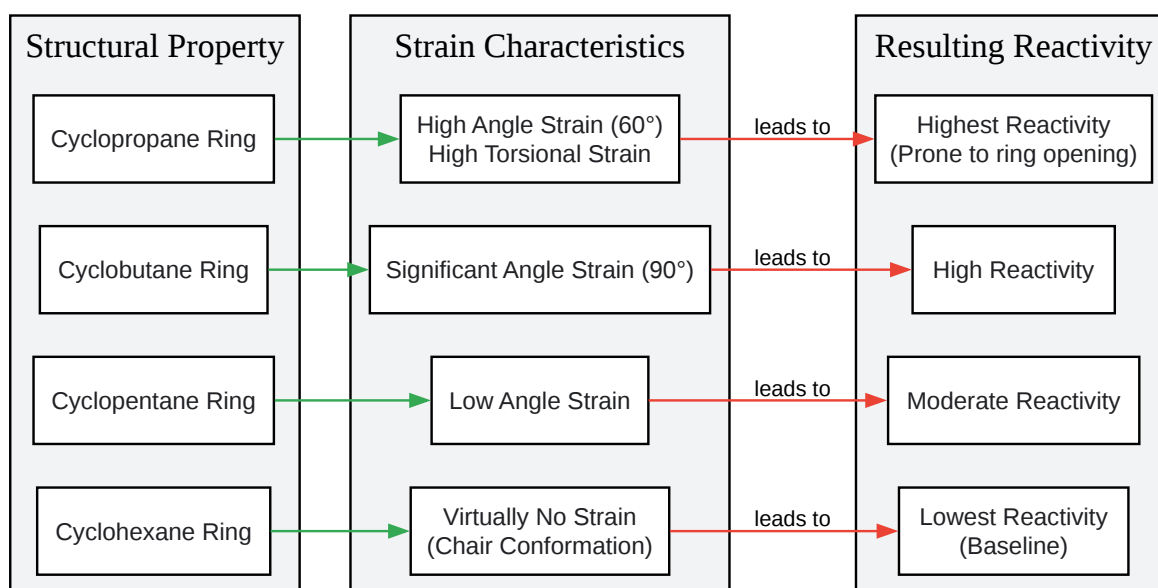 Structural Property
Strain Characteristics
Resulting Reactivity
Cyclopropane Ring
High Angle Strain (60°)
High Torsional Strain
leads to
Highest Reactivity
(Prone to ring opening)
Cyclobutane Ring
Significant Angle Strain (90°)
leads to
High Reactivity
Cyclopentane Ring
Low Angle Strain
leads to
Moderate Reactivity
Cyclohexane Ring
Virtually No Strain
(Chair Conformation)
leads to
Lowest Reactivity
(Baseline)